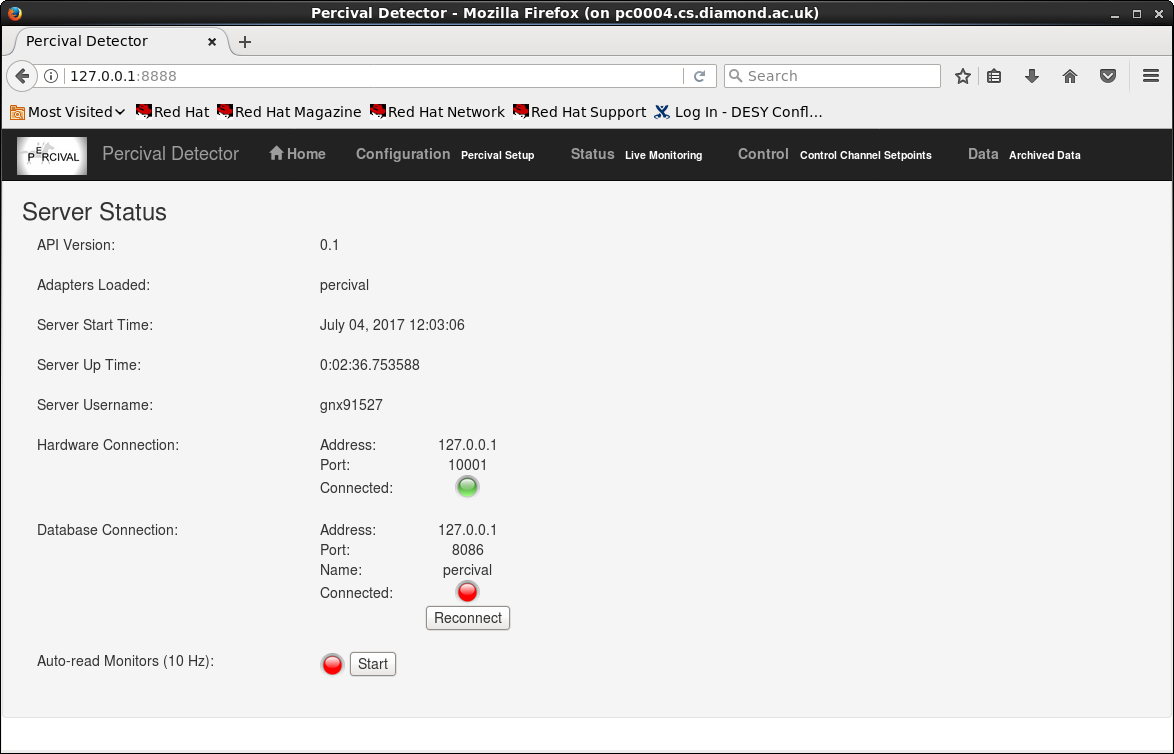 Percival Detector - Mozilla Firefox (on pc0004.cs.diamond.ac.uk)
Percival Detector
127.0.0.1:8888
Search
Most Visited Red Hat Red Hat Magazine Red Hat Network Red Hat Support Log In - DESY Confl...
PERCIVAL Percival Detector Home Configuration Percival Setup Status Live Monitoring Control Control Channel Setpoints Data Archived Data
Server Status
API Version: 0.1
Adapters Loaded: percival
Server Start Time: July 04, 2017 12:03:06
Server Up Time: 0:02:36.753588
Server Username: gnx91527
Hardware Connection: Address: 127.0.0.1
Port: 10001
Connected:
Database Connection: Address: 127.0.0.1
Port: 8086
Name: percival
Connected:
Reconnect
Auto-read Monitors (10 Hz): Start